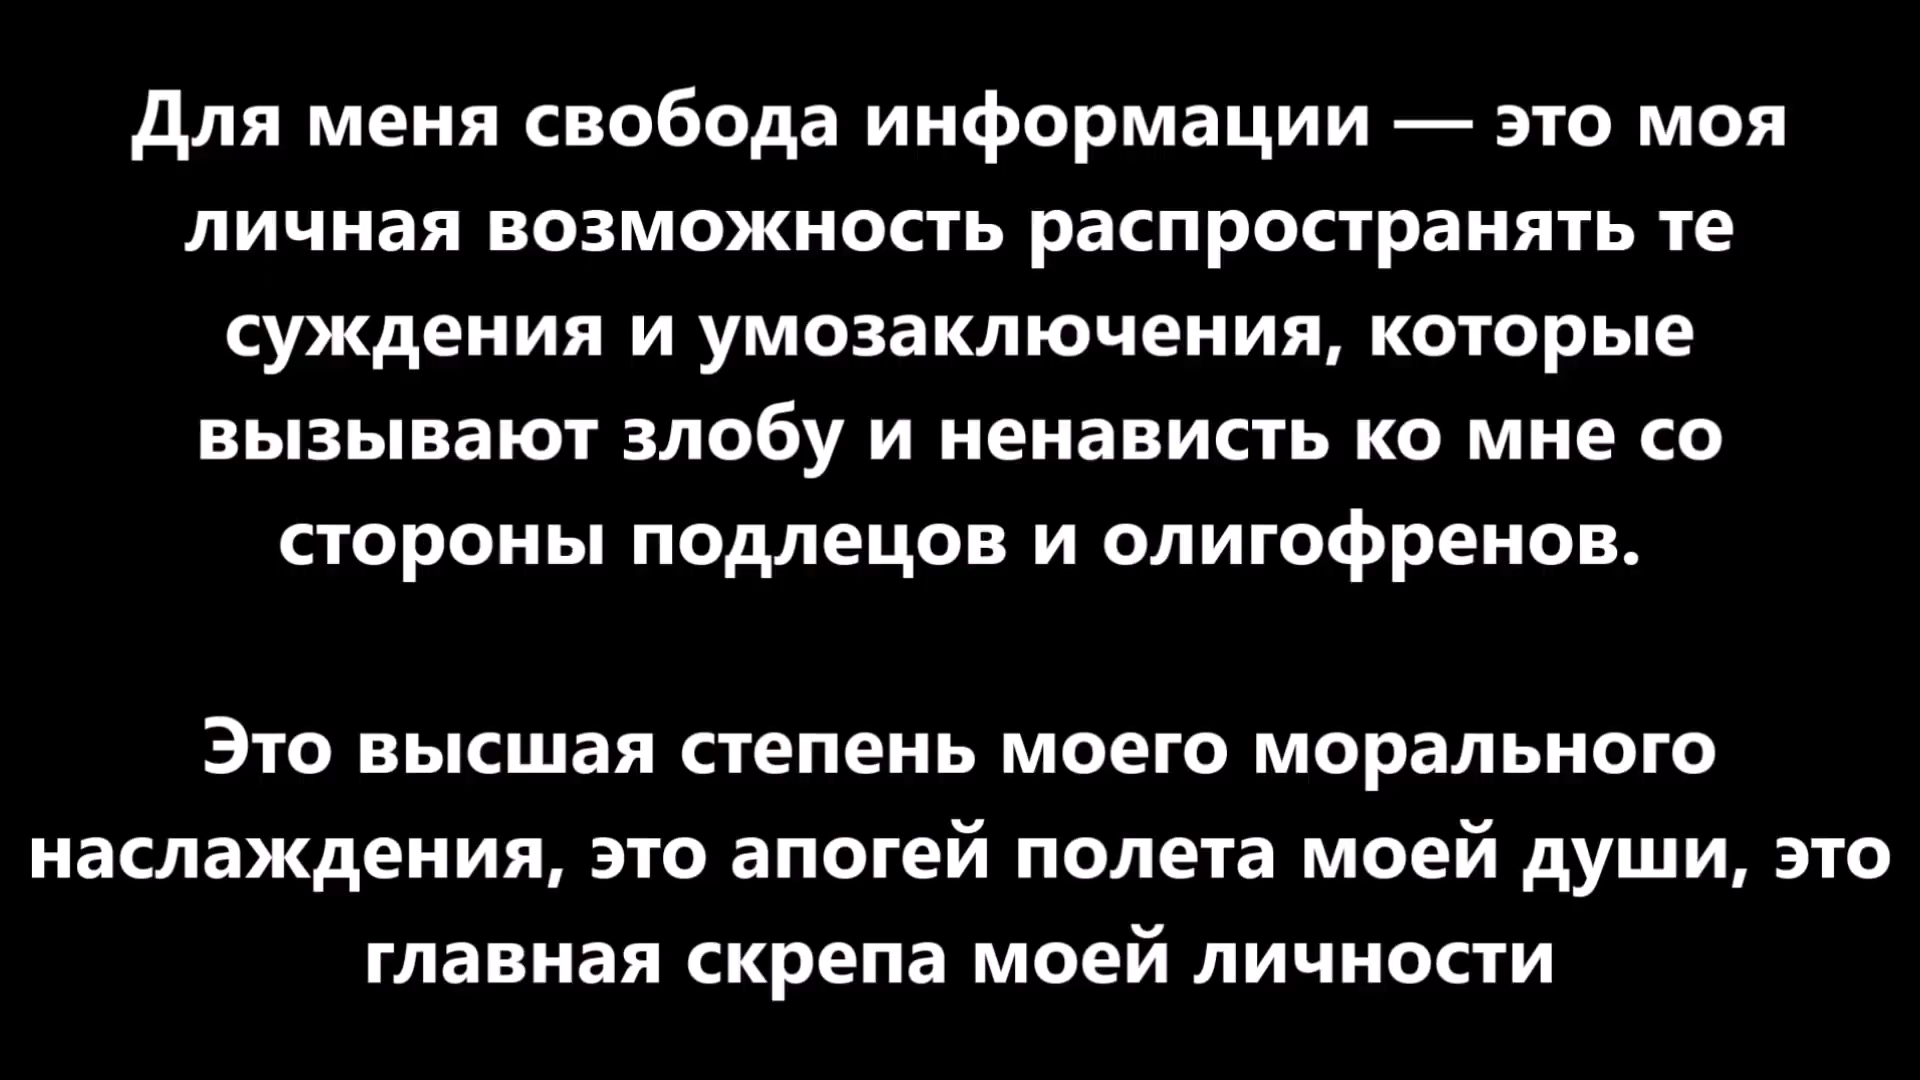 Для меня свобода информации — это моя
личная возможность распространять те
суждения и умозаключения, которые
вызывают злобу и ненависть ко мне со
стороны подлецов и олигофренов.
Это высшая степень моего морального
наслаждения, это апогей полета моей души, это
главная скрепа моей личности